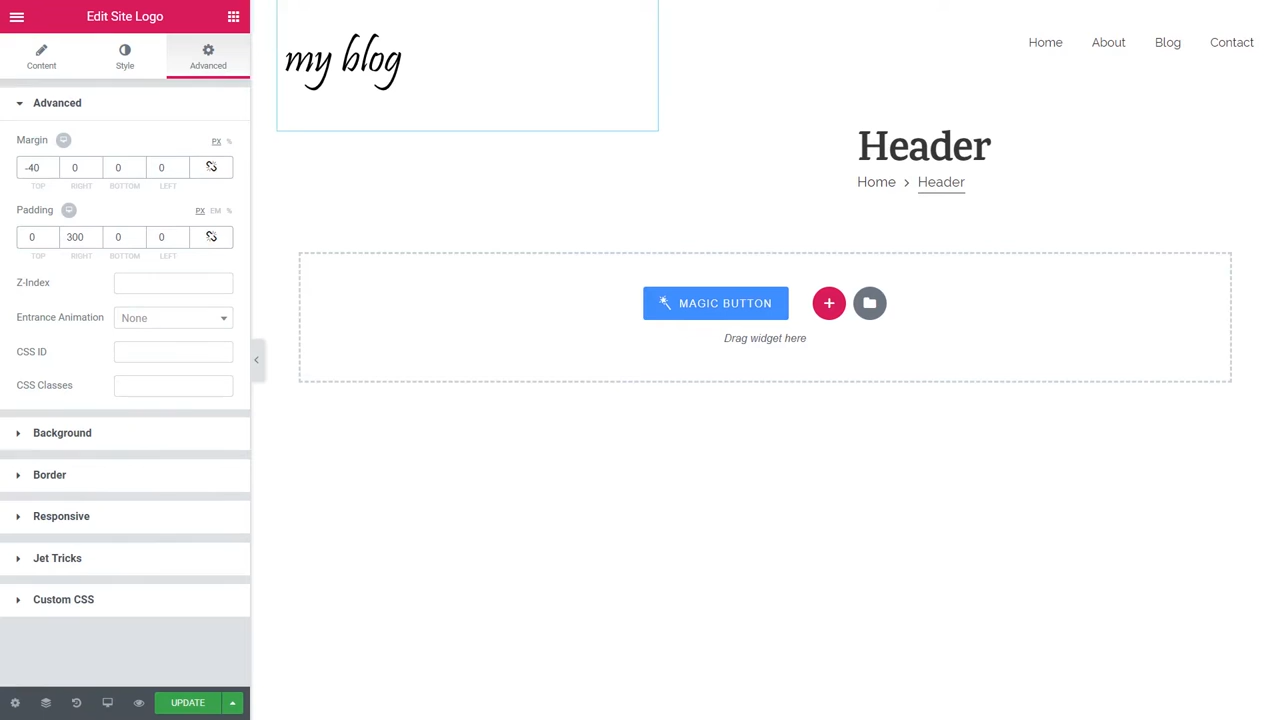 Edit Site Logo
Content
Style
Advanced
Advanced
Margin
PX %
-40 0 0 0
TOP RIGHT BOTTOM LEFT
Padding
PX EM %
0 300 0 0
TOP RIGHT BOTTOM LEFT
Z-Index
Entrance Animation
None
CSS ID
CSS Classes
Background
Border
Responsive
Jet Tricks
Custom CSS
UPDATE
my blog
Home About Blog Contact
Header
Home > Header
MAGIC BUTTON
Drag widget here